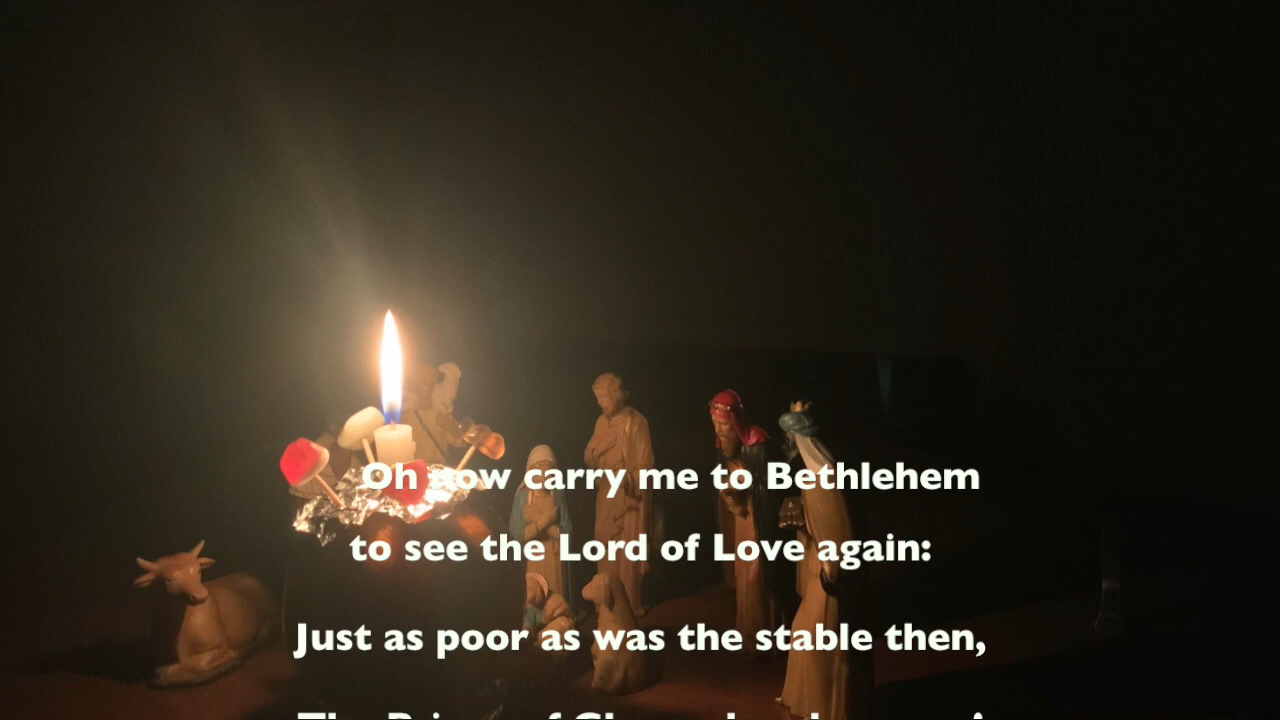 Oh now carry me to Bethlehem
to see the Lord of Love again:
Just as poor as was the stable then,